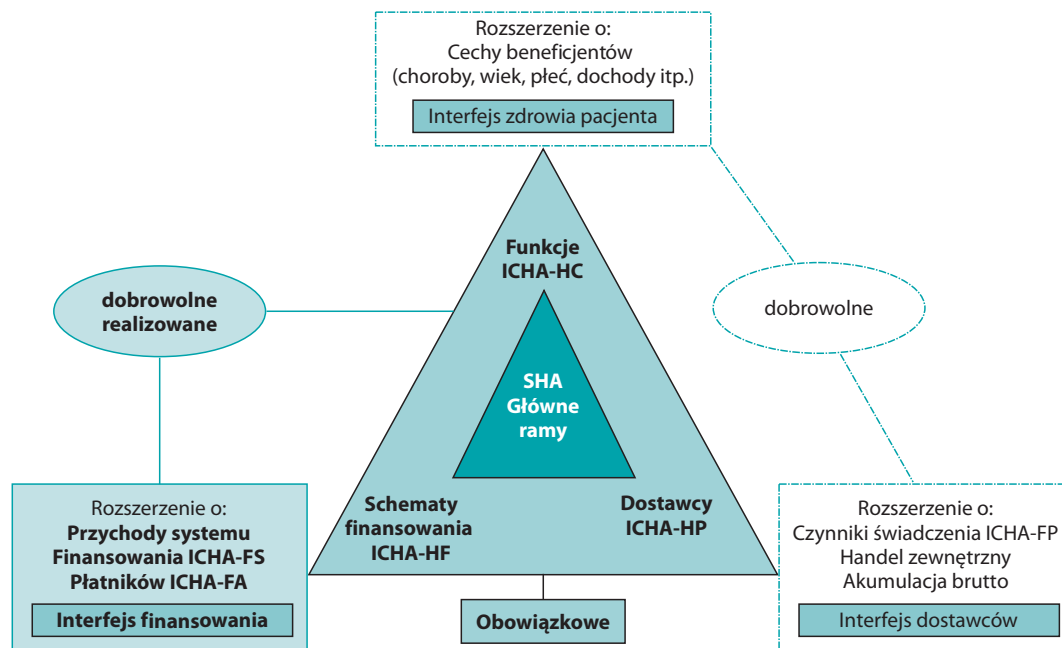 Rozszerzenie o:
Cechy beneficjentów
(choroby, wiek, płeć, dochody itp.)
Interfejs zdrowia pacjenta
Funkcje
ICHA-HC
dobrowolne
realizowane
dobrowolne
SHA
Główne
ramy
Schematy
finansowania
ICHA-HF
Dostawcy
ICHA-HP
Rozszerzenie o:
Przychody systemu
Finansowania ICHA-FS
Płatników ICHA-FA
Interfejs finansowania
Obowiązkowe
Rozszerzenie o:
Czynniki świadczenia ICHA-FP
Handel zewnętrzny
Akumulacja brutto
Interfejs dostawców